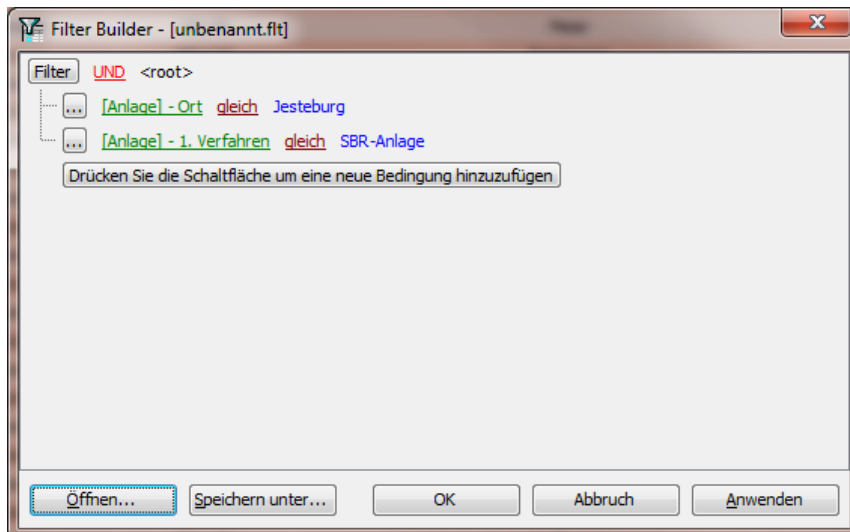 Filter Builder - [unbenannt.flt]
Filter UND <root>
... [Anlage] - Ort gleich Jesteburg
... [Anlage] - 1. Verfahren gleich SBR-Anlage
Drücken Sie die Schaltfläche um eine neue Bedingung hinzuzufügen
Öffnen... Speichern unter... OK Abbruch Anwenden